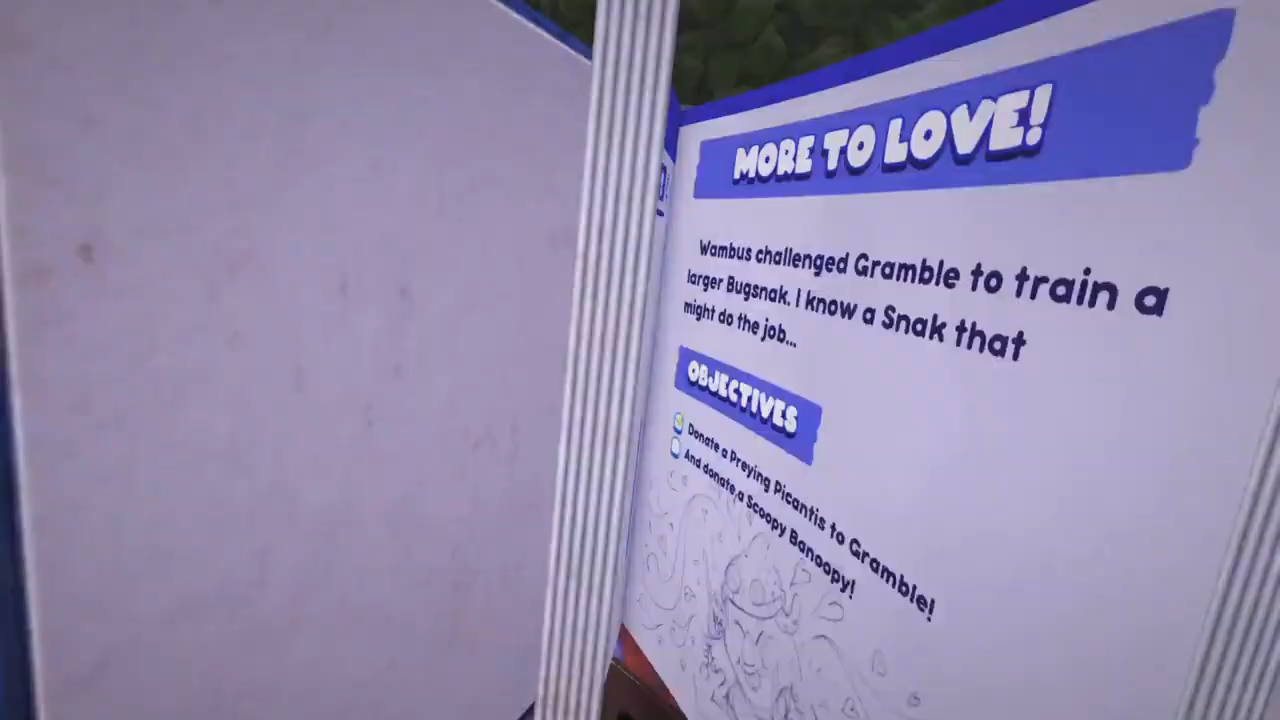 MORE TO LOVE!
Wambus challenged Gramble to train a
larger Bugsnak. I know a Snak that
might do the job...
OBJECTIVES
Donate a Preying Picantis to Gramble!
And donate a Scoopy Banoopy!